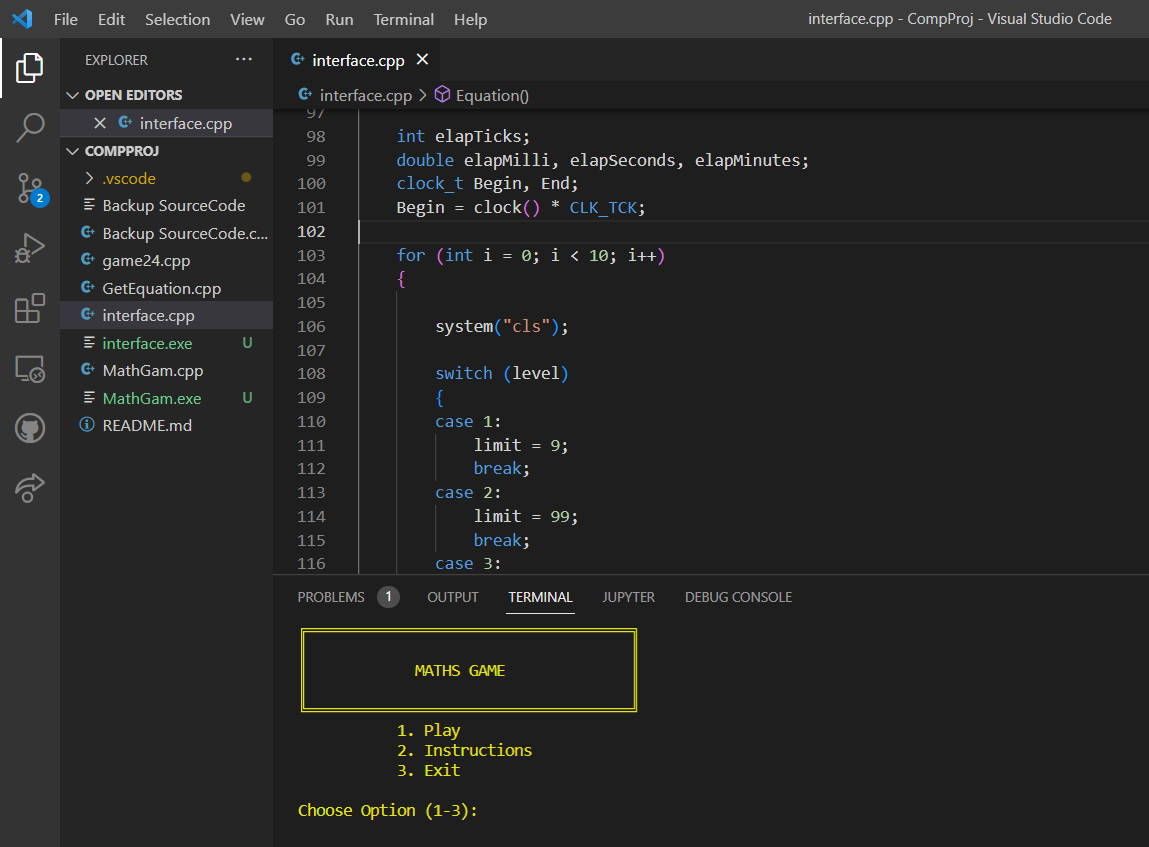 File Edit Selection View Go Run Terminal Help
interface.cpp - CompProj - Visual Studio Code
EXPLORER
OPEN EDITORS
interface.cpp
COMPPROJ
.vscode
Backup SourceCode
Backup SourceCode.c...
game24.cpp
GetEquation.cpp
interface.cpp
interface.exe U
MathGam.cpp
MathGam.exe U
README.md
2
interface.cpp
interface.cpp > Equation()
97
98 int elapTicks;
99 double elapMilli, elapSeconds, elapMinutes;
100 clock_t Begin, End;
101 Begin = clock() * CLK_TCK;
102
103 for (int i = 0; i < 10; i++)
104 {
105
106 system("cls");
107
108 switch (level)
109 {
110 case 1:
111 limit = 9;
112 break;
113 case 2:
114 limit = 99;
115 break;
116 case 3:
PROBLEMS 1 OUTPUT TERMINAL JUPYTER DEBUG CONSOLE
MATHS GAME
1. Play
2. Instructions
3. Exit
Choose Option (1-3):